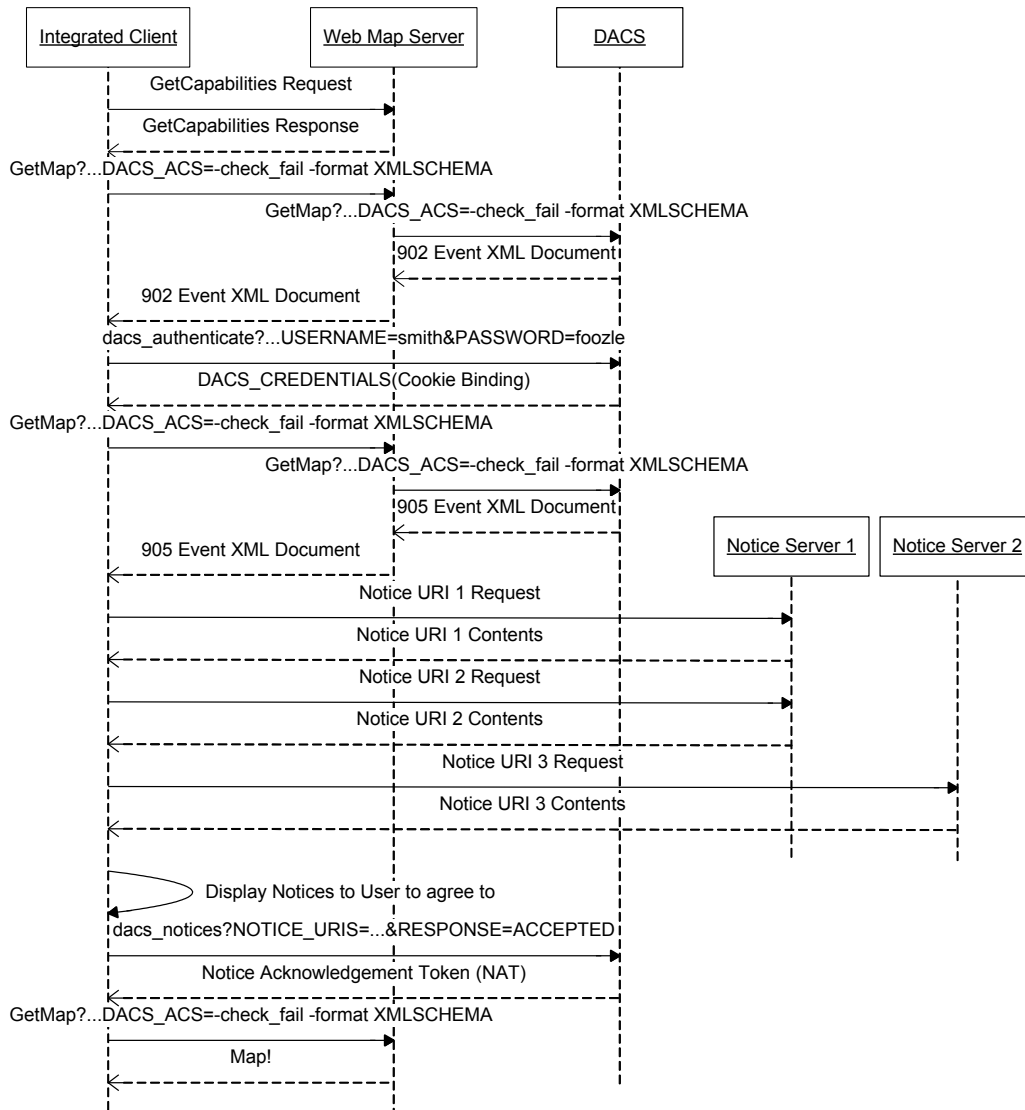 Integrated Client
Web Map Server
DACS
GetCapabilities Request
GetCapabilities Response
GetMap?...DACS_ACS=-check_fail -format XMLSCHEMA
GetMap?...DACS_ACS=-check_fail -format XMLSCHEMA
902 Event XML Document
902 Event XML Document
dacs_authenticate?...USERNAME=smith&PASSWORD=foozle
DACS_CREDENTIALS(Cookie Binding)
GetMap?...DACS_ACS=-check_fail -format XMLSCHEMA
GetMap?...DACS_ACS=-check_fail -format XMLSCHEMA
905 Event XML Document
905 Event XML Document
Notice Server 1
Notice Server 2
Notice URI 1 Request
Notice URI 1 Contents
Notice URI 2 Request
Notice URI 2 Contents
Notice URI 3 Request
Notice URI 3 Contents
Display Notices to User to agree to
dacs_notices?NOTICE_URIS=...&RESPONSE=ACCEPTED
Notice Acknowledgement Token (NAT)
GetMap?...DACS_ACS=-check_fail -format XMLSCHEMA
Map!